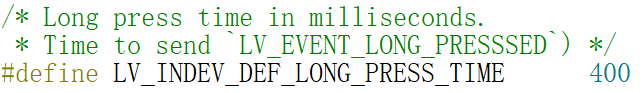 /* Long press time in milliseconds.
 * Time to send `LV_EVENT_LONG_PRESSSED`) */
#define LV_INDEV_DEF_LONG_PRESS_TIME      400